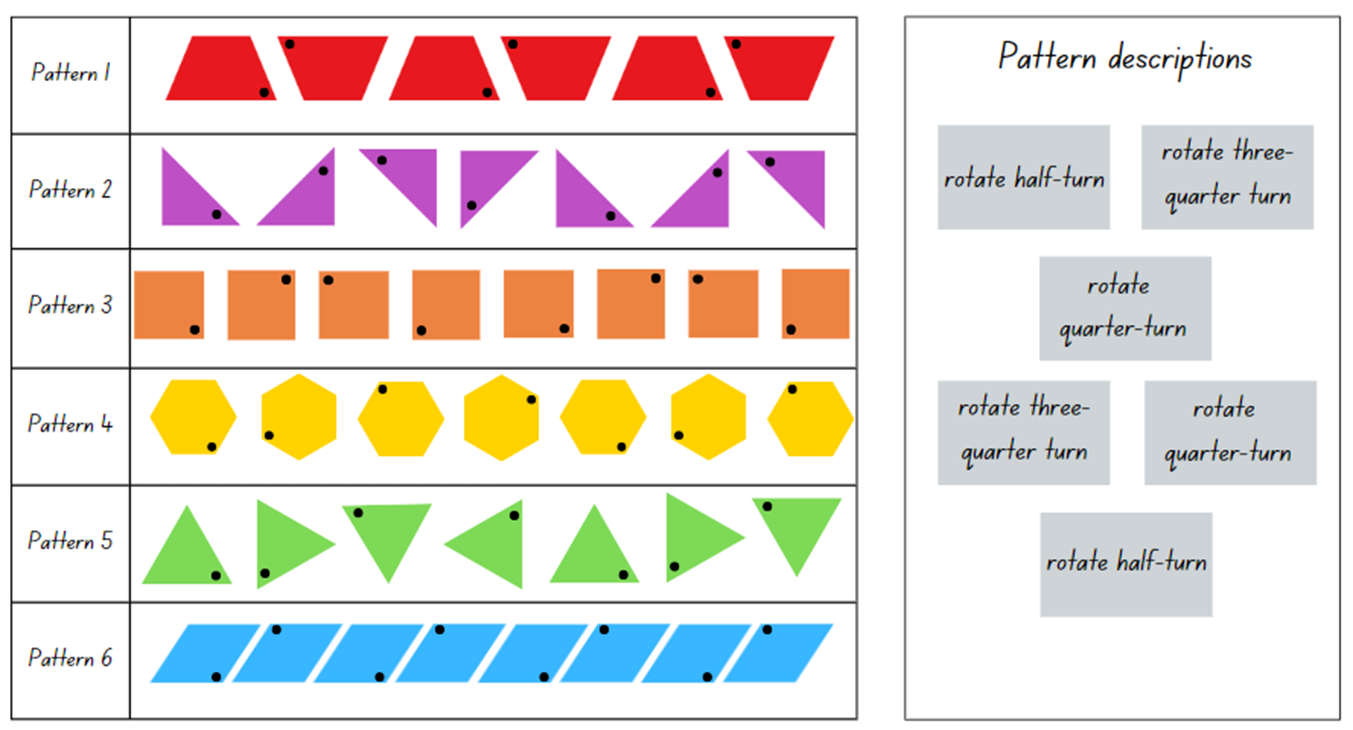 Pattern 1
Pattern 2
Pattern 3
Pattern 4
Pattern 5
Pattern 6
Pattern descriptions
rotate half-turn
rotate three-
quarter turn
rotate
quarter-turn
rotate three-
quarter turn
rotate
quarter-turn
rotate half-turn